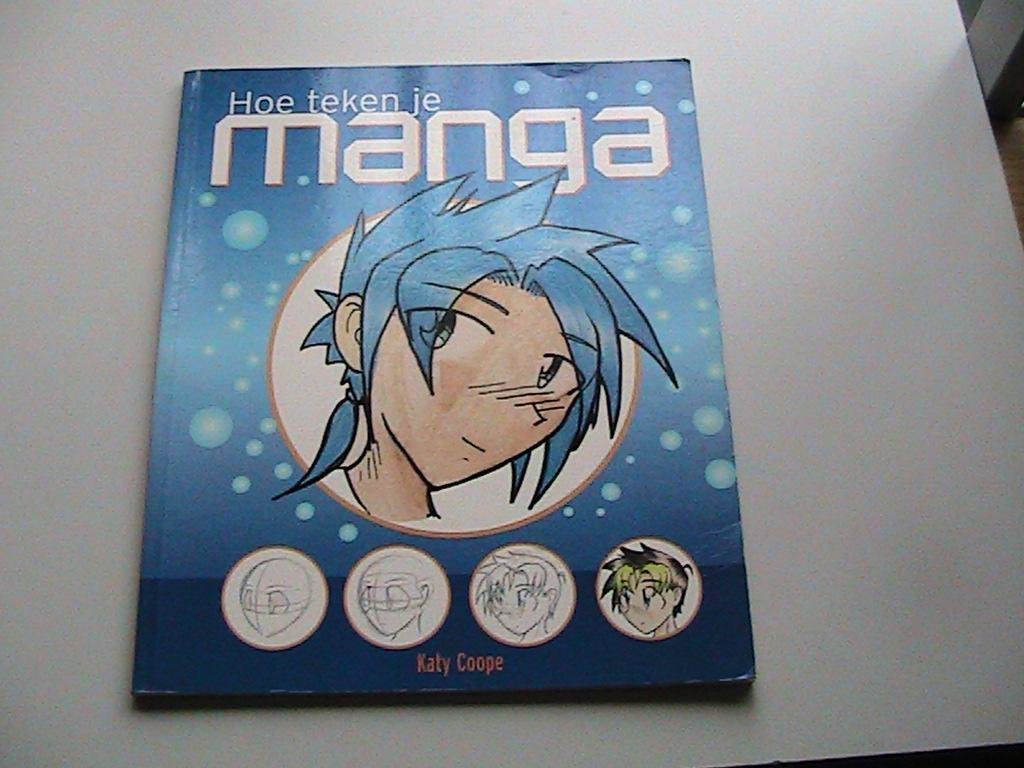 Hoe teken je
manga
Katy Coope